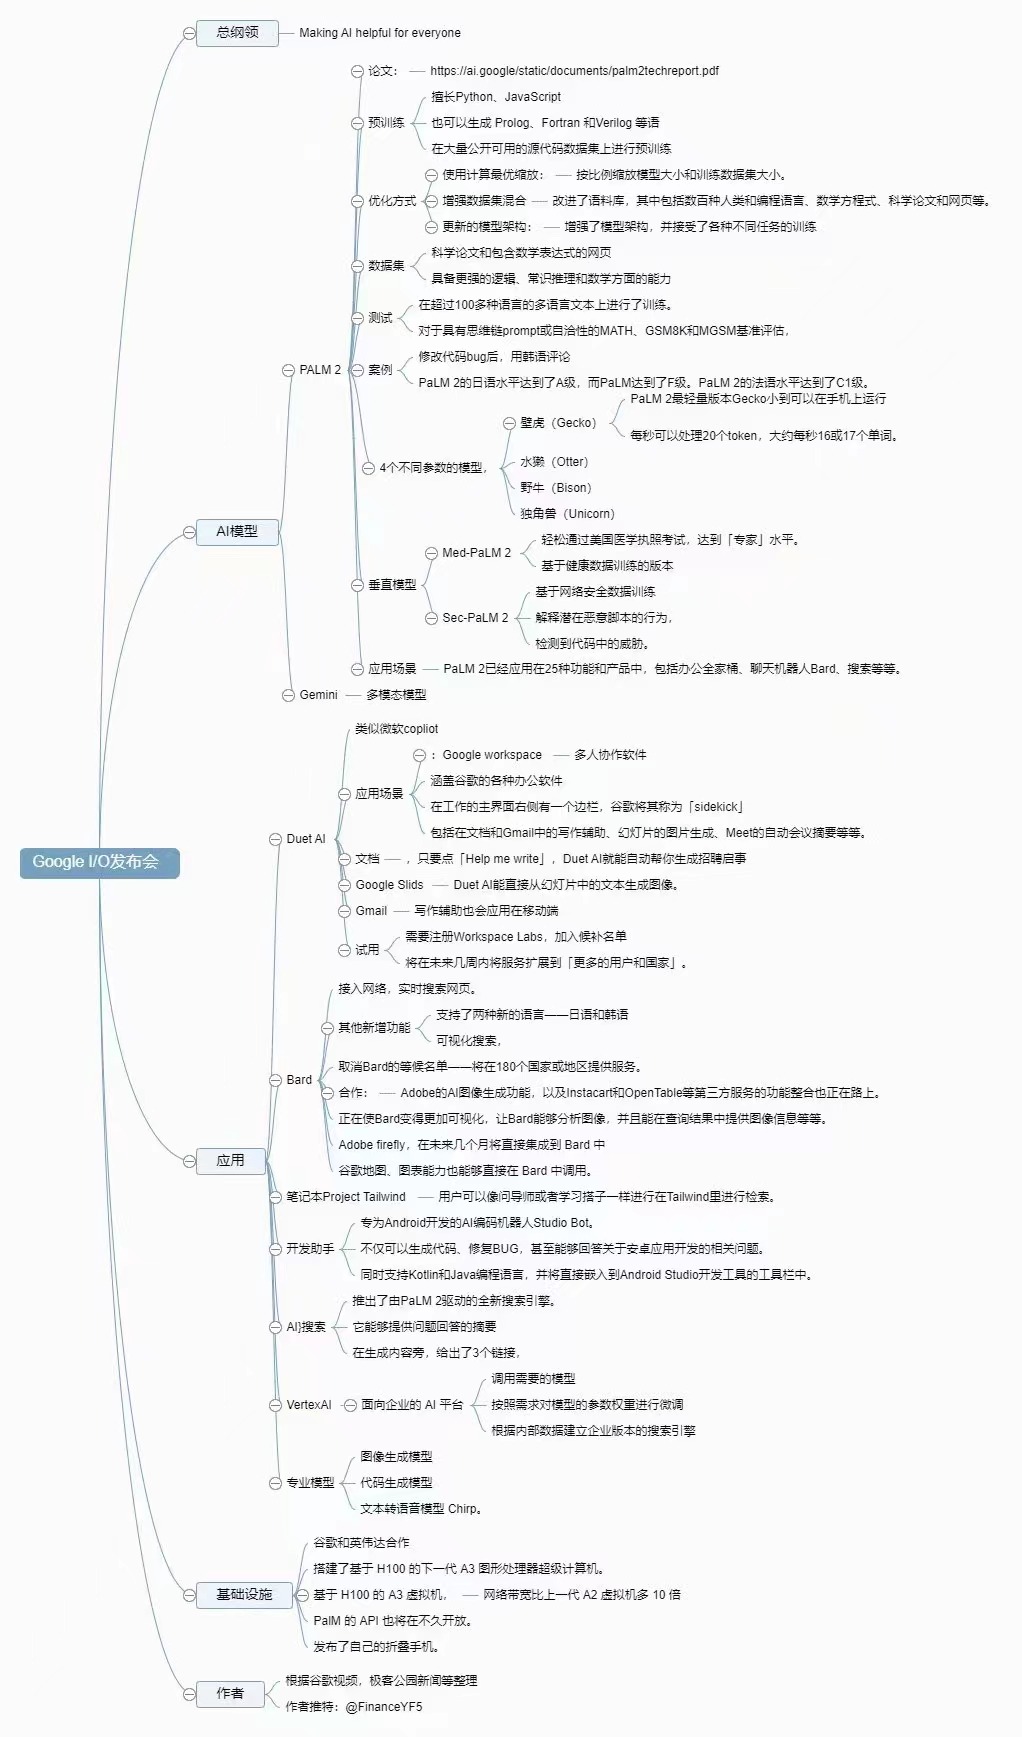 总纲领
Making AI helpful for everyone
论文：
https://ai.google/static/documents/palm2techreport.pdf
预训练
擅长Python、JavaScript
也可以生成 Prolog、Fortran 和Verilog 等语
在大量公开可用的源代码数据集上进行预训练
优化方式
使用计算最优缩放：
按比例缩放模型大小和训练数据集大小。
增强数据集混合
改进了语料库，其中包括数百种人类和编程语言、数学方程式、科学论文和网页等。
更新的模型架构：
增强了模型架构，并接受了各种不同任务的训练
数据集
科学论文和包含数学表达式的网页
具备更强的逻辑、常识推理和数学方面的能力
测试
在超过100多种语言的多语言文本上进行了训练。
对于具有思维链prompt或自洽性的MATH、GSM8K和MGSM基准评估，
PALM 2
案例
修改代码bug后，用韩语评论
PaLM 2的日语水平达到了A级，而PaLM达到了F级。PaLM 2的法语水平达到了C1级。
4个不同参数的模型，
壁虎（Gecko）
PaLM 2最轻量版本Gecko小到可以在手机上运行
每秒可以处理20个token，大约每秒16或17个单词。
水獭（Otter）
野牛（Bison）
独角兽（Unicorn）
AI模型
垂直模型
Med-PaLM 2
轻松通过美国医学执照考试，达到「专家」水平。
基于健康数据训练的版本
Sec-PaLM 2
基于网络安全数据训练
解释潜在恶意脚本的行为，
检测到代码中的威胁。
应用场景
PaLM 2已经应用在25种功能和产品中，包括办公全家桶、聊天机器人Bard、搜索等等。
Gemini
多模态模型
Google I/O发布会
Duet AI
类似微软copliot
应用场景
：Google workspace
多人协作软件
涵盖谷歌的各种办公软件
在工作的主界面右侧有一个边栏，谷歌将其称为「sidekick」
包括在文档和Gmail中的写作辅助、幻灯片的图片生成、Meet的自动会议摘要等等。
文档
，只要点「Help me write」，Duet AI就能自动帮你生成招聘启事
Google Slids
Duet AI能直接从幻灯片中的文本生成图像。
Gmail
写作辅助也会应用在移动端
试用
需要注册Workspace Labs，加入候补名单
将在未来几周内将服务扩展到「更多的用户和国家」。
Bard
接入网络，实时搜索网页。
其他新增功能
支持了两种新的语言——日语和韩语
可视化搜索，
取消Bard的等候名单——将在180个国家或地区提供服务。
合作：
Adobe的AI图像生成功能，以及Instacart和OpenTable等第三方服务的功能整合也正在路上。
正在使Bard变得更加可视化，让Bard能够分析图像，并且能在查询结果中提供图像信息等等。
Adobe firefly，在未来几个月将直接集成到 Bard 中
谷歌地图、图表能力也能够直接在 Bard 中调用。
应用
笔记本Project Tailwind
用户可以像问导师或者学习搭子一样进行在Tailwind里进行检索。
开发助手
专为Android开发的AI编码机器人Studio Bot。
不仅可以生成代码、修复BUG，甚至能够回答关于安卓应用开发的相关问题。
同时支持Kotlin和Java编程语言，并将直接嵌入到Android Studio开发工具的工具栏中。
AI}搜索
推出了由PaLM 2驱动的全新搜索引擎。
它能够提供问题回答的摘要
在生成内容旁，给出了3个链接，
VertexAI
面向企业的 AI 平台
调用需要的模型
按照需求对模型的参数权重进行微调
根据内部数据建立企业版本的搜索引擎
专业模型
图像生成模型
代码生成模型
文本转语音模型 Chirp。
基础设施
谷歌和英伟达合作
搭建了基于 H100 的下一代 A3 图形处理器超级计算机。
基于 H100 的 A3 虚拟机，
网络带宽比上一代 A2 虚拟机多 10 倍
PalM 的 API 也将在不久开放。
发布了自己的折叠手机。
作者
根据谷歌视频，极客公园新闻等整理
作者推特：@FinanceYF5